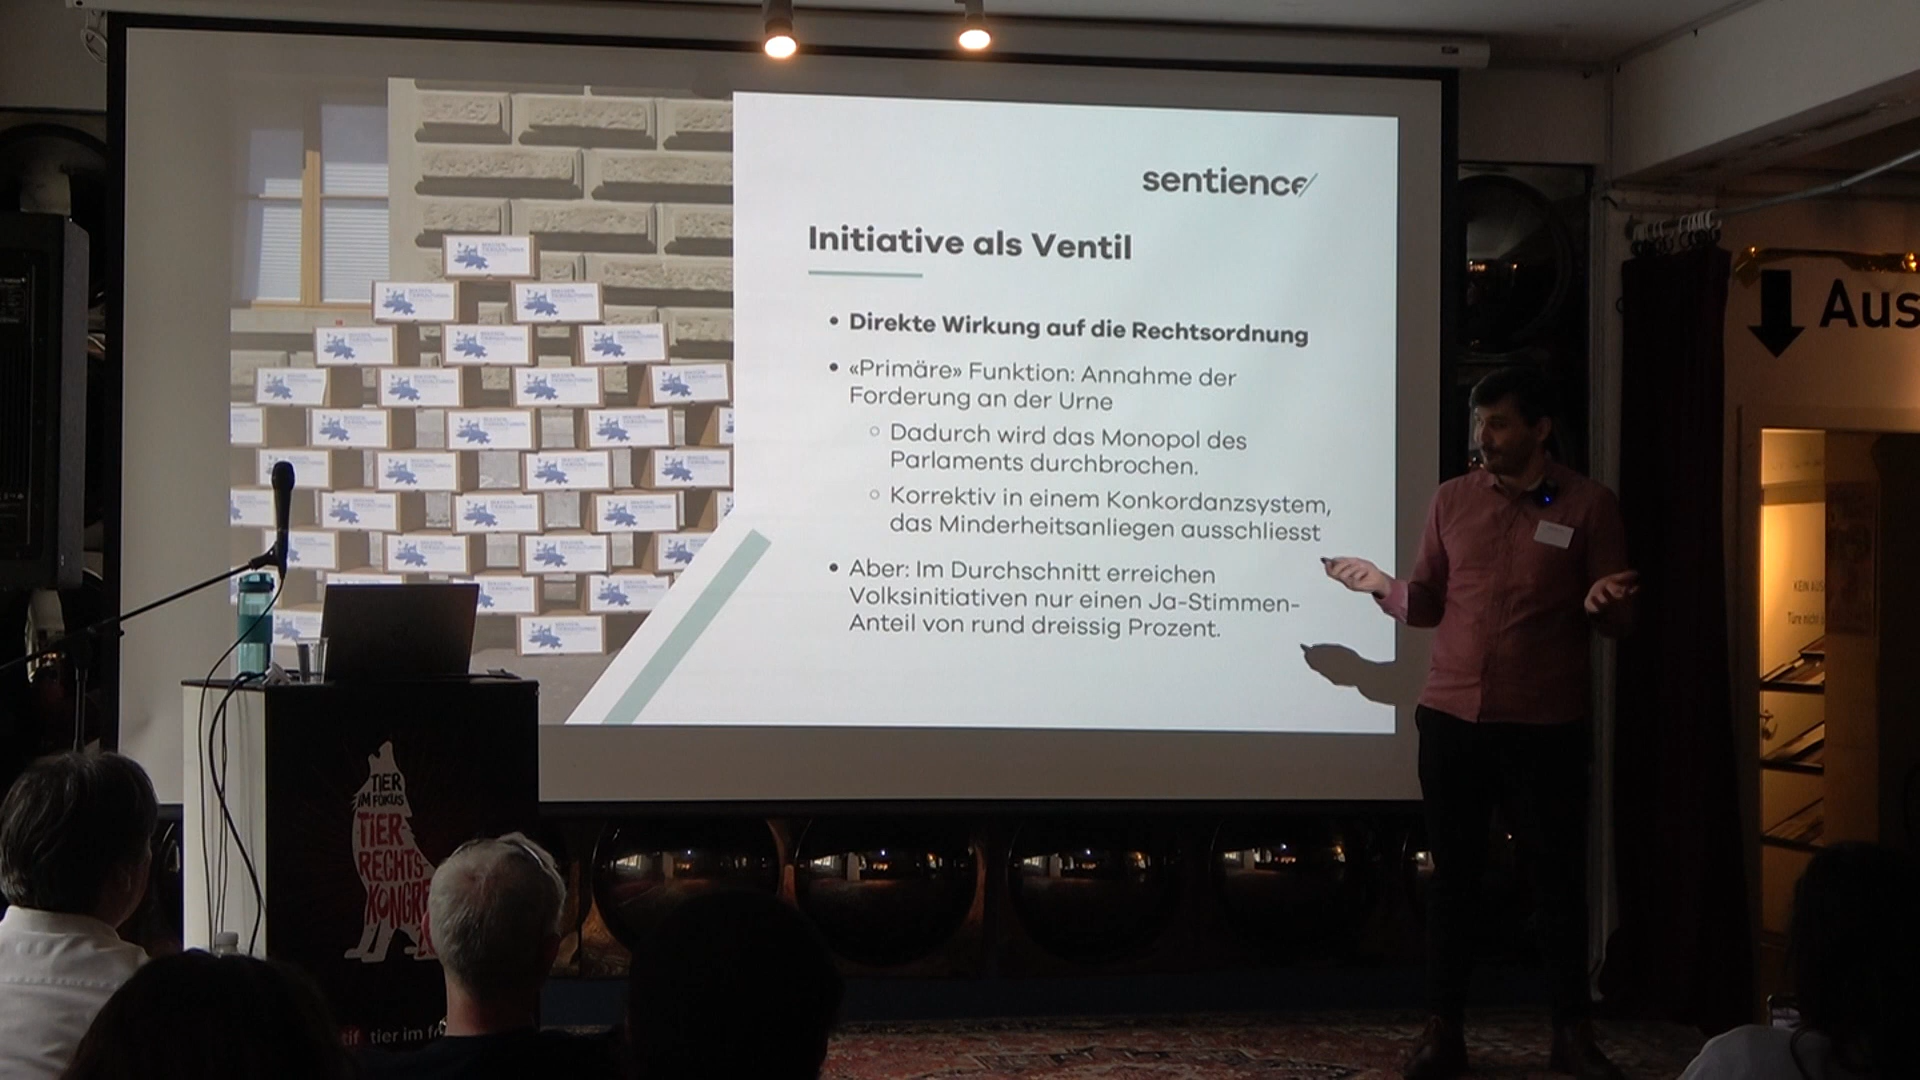 sentience
Initiative als Ventil
• Direkte Wirkung auf die Rechtsordnung
• «Primäre» Funktion: Annahme der
Forderung an der Urne
○ Dadurch wird das Monopol des
Parlaments durchbrochen.
○ Korrektiv in einem Konkordanzsystem,
das Minderheitsanliegen ausschliesst
• Aber: Im Durchschnitt erreichen
Volksinitiativen nur einen Ja-Stimmen-
Anteil von rund dreissig Prozent.
Aus
TIER
IM FOKUS
TIER-
RECHTS-
KONGR
tif tier im f